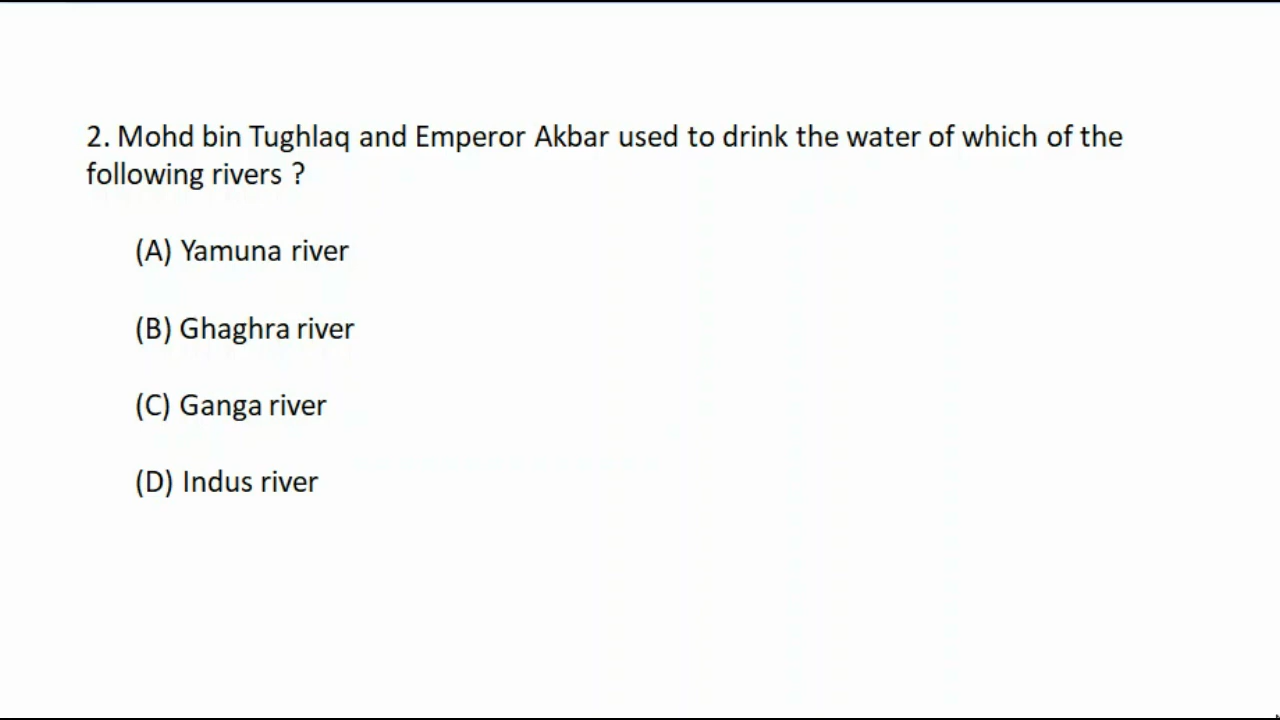 2. Mohd bin Tughlaq and Emperor Akbar used to drink the water of which of the
following rivers ?
(A) Yamuna river
(B) Ghaghra river
(C) Ganga river
(D) Indus river